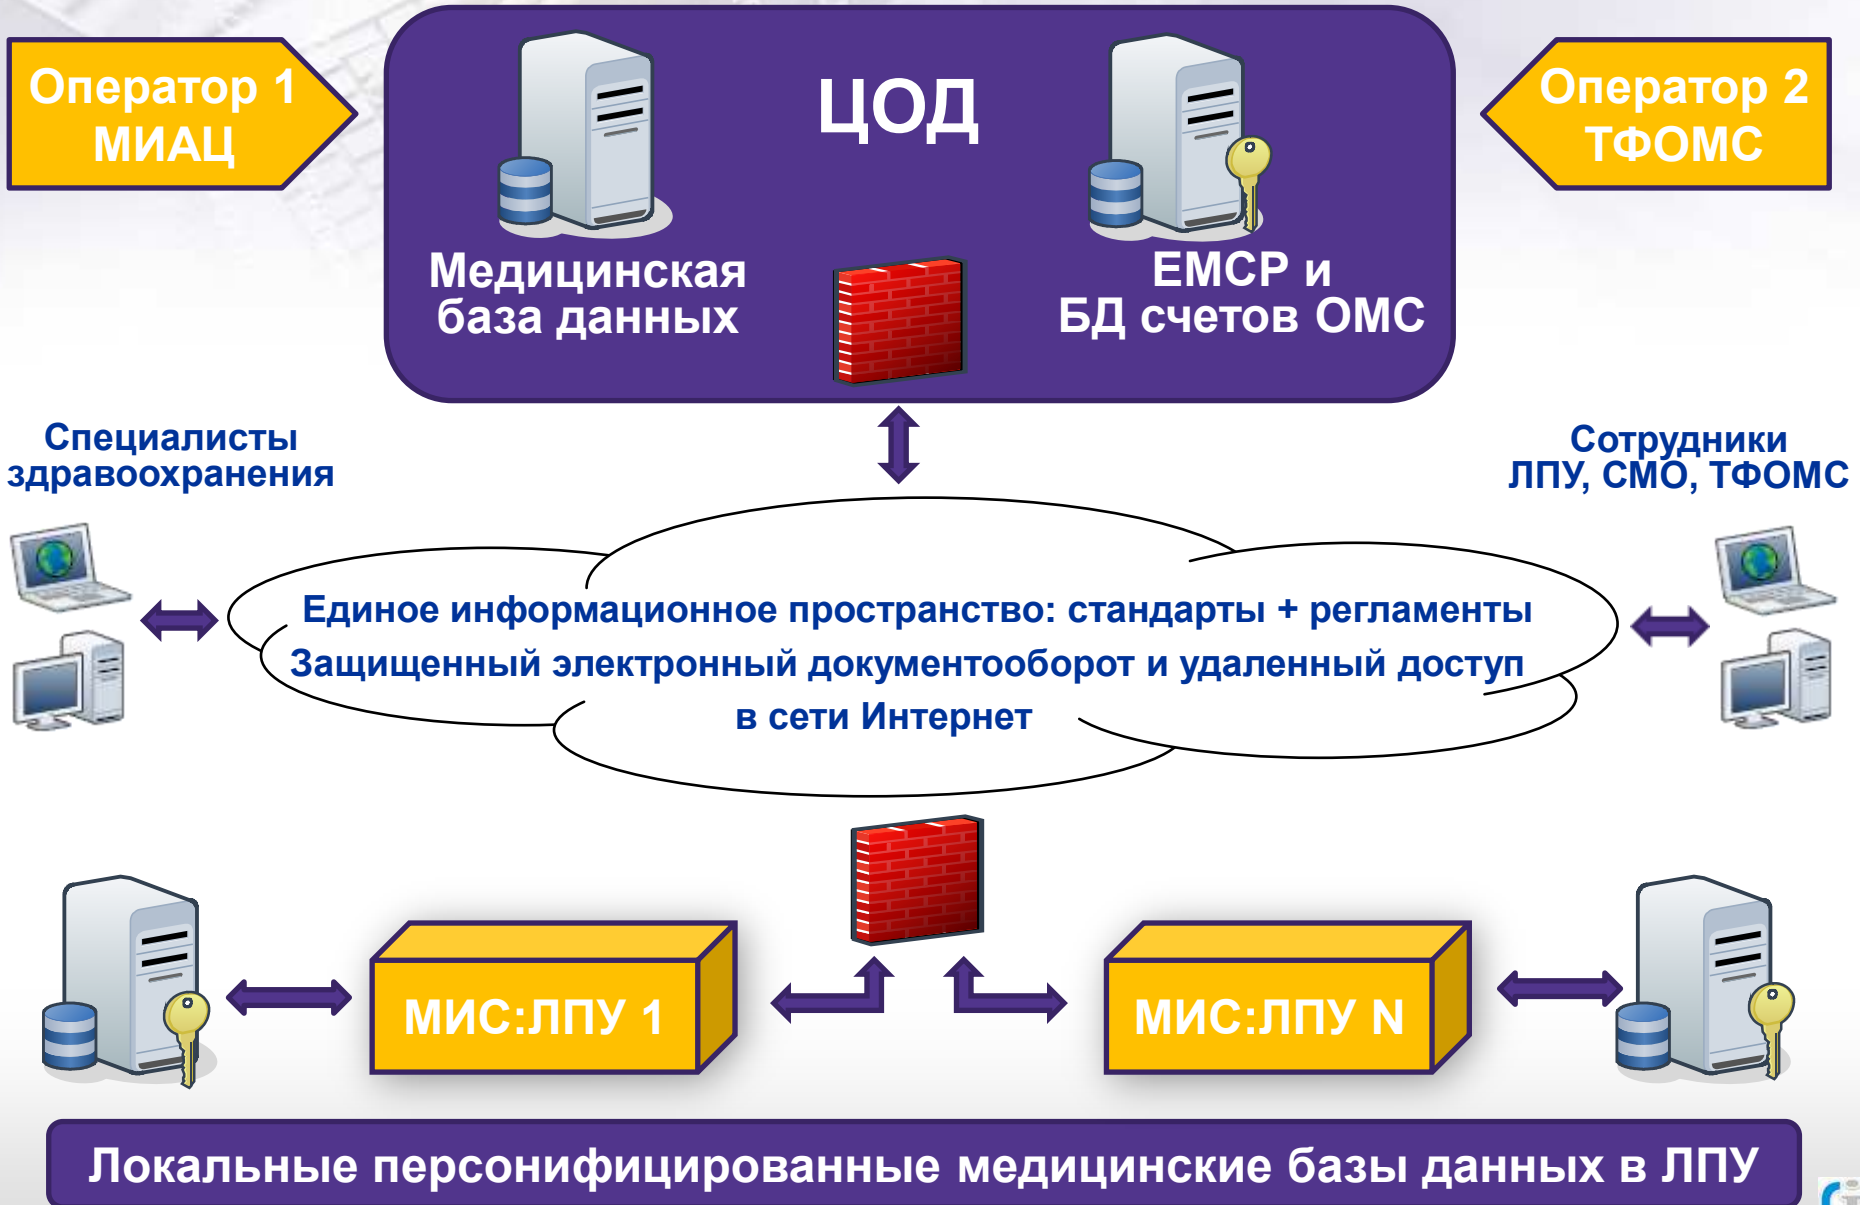 Оператор 1
МИАЦ
ЦОД
Оператор 2
ТФОМС
Медицинская
база данных
ЕМСР и
БД счетов ОМС
Специалисты
здравоохранения
Сотрудники
ЛПУ, СМО, ТФОМС
Единое информационное пространство: стандарты + регламенты
Защищенный электронный документооборот и удаленный доступ
в сети Интернет
МИС:ЛПУ 1
МИС:ЛПУ N
Локальные персонифицированные медицинские базы данных в ЛПУ